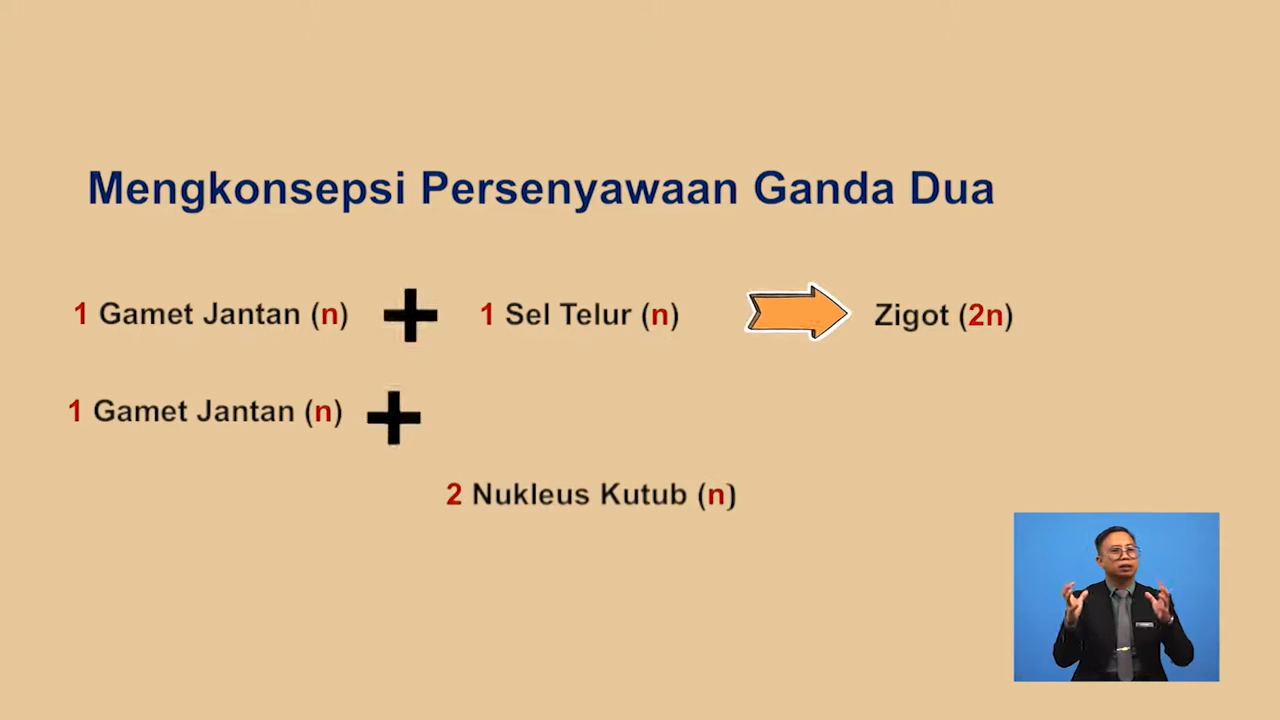 Mengkonsepsi Persenyawaan Ganda Dua
1 Gamet Jantan (n) + 1 Sel Telur (n) Zigot (2n)
1 Gamet Jantan (n) +
2 Nukleus Kutub (n)